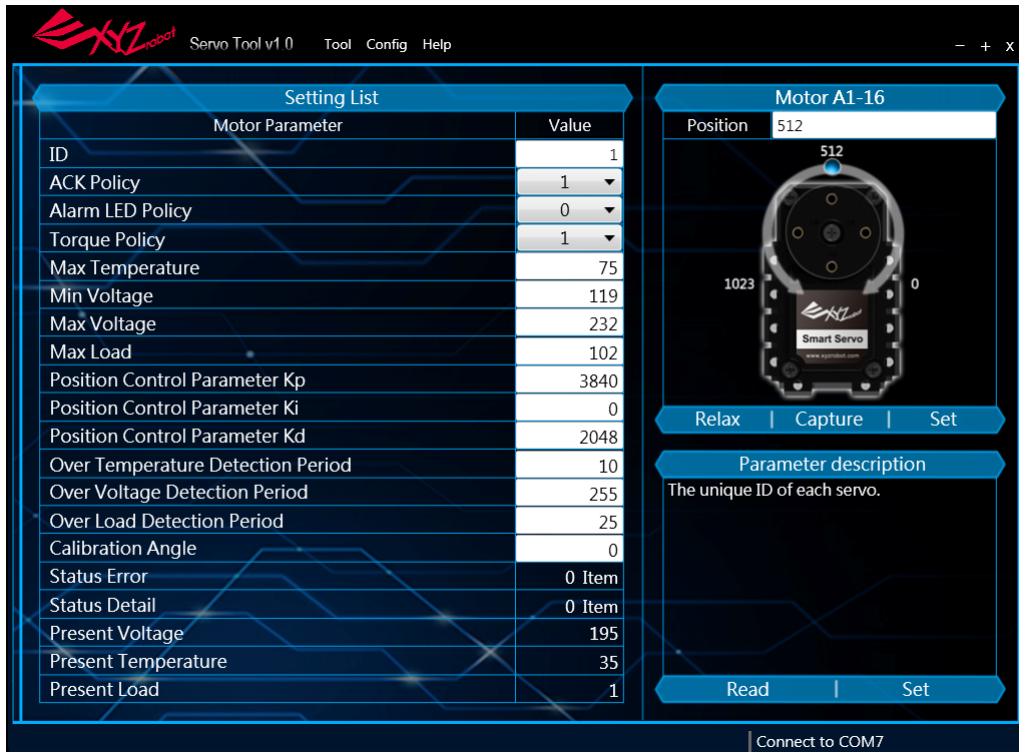 XYZrobot Servo Tool v1.0 Tool Config Help − + x
Setting List
Motor Parameter Value
ID 1
ACK Policy 1
Alarm LED Policy 0
Torque Policy 1
Max Temperature 75
Min Voltage 119
Max Voltage 232
Max Load 102
Position Control Parameter Kp 3840
Position Control Parameter Ki 0
Position Control Parameter Kd 2048
Over Temperature Detection Period 10
Over Voltage Detection Period 255
Over Load Detection Period 25
Calibration Angle 0
Status Error 0 Item
Status Detail 0 Item
Present Voltage 195
Present Temperature 35
Present Load 1
Motor A1-16
Position 512
512
1023 0
XYZrobot
Smart Servo
www.xyzrobot.com
Relax | Capture | Set
Parameter description
The unique ID of each servo.
Read | Set
Connect to COM7